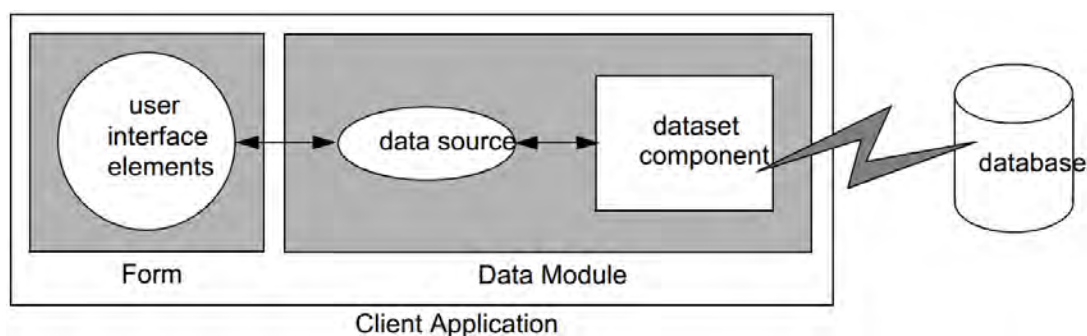 user
interface
elements
data source
dataset
component
database
Form
Data Module
Client Application